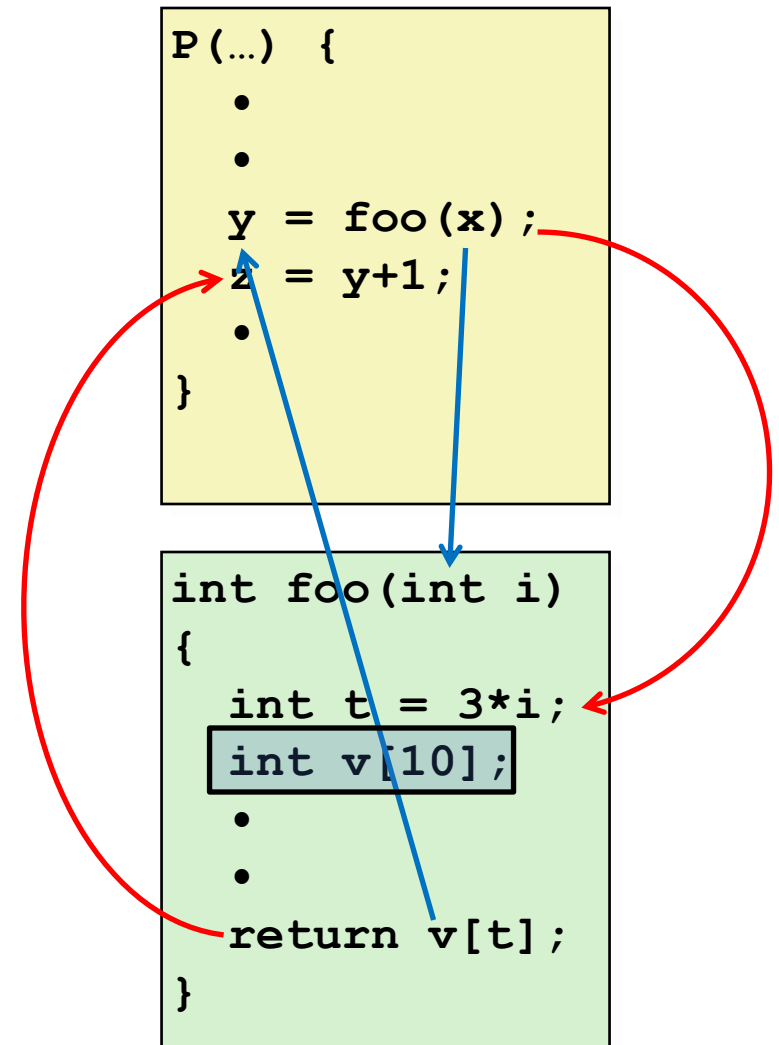 P(…) {
•
•
y = foo(x);
z = y+1;
•
}
int foo(int i)
{
int t = 3*i;
int v[10];
•
•
return v[t];
}